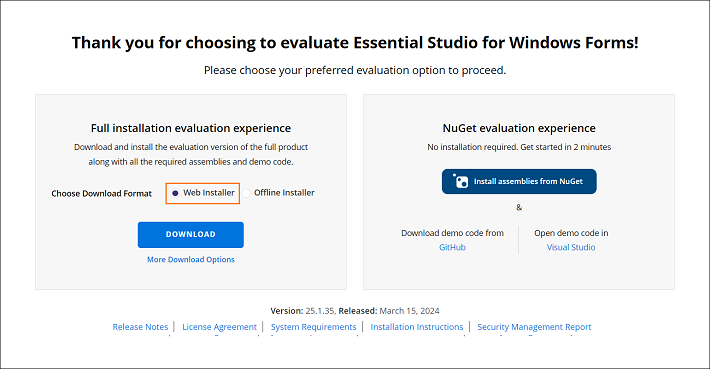 Thank you for choosing to evaluate Essential Studio for Windows Forms!
Please choose your preferred evaluation option to proceed.
Full installation evaluation experience
Download and install the evaluation version of the full product
along with all the required assemblies and demo code.
Choose Download Format
Web Installer
Offline Installer
DOWNLOAD
More Download Options
NuGet evaluation experience
No installation required. Get started in 2 minutes
Install assemblies from NuGet
&
Download demo code from
GitHub
Open demo code in
Visual Studio
Version: 25.1.35, Released: March 15, 2024
Release Notes | License Agreement | System Requirements | Installation Instructions | Security Management Report